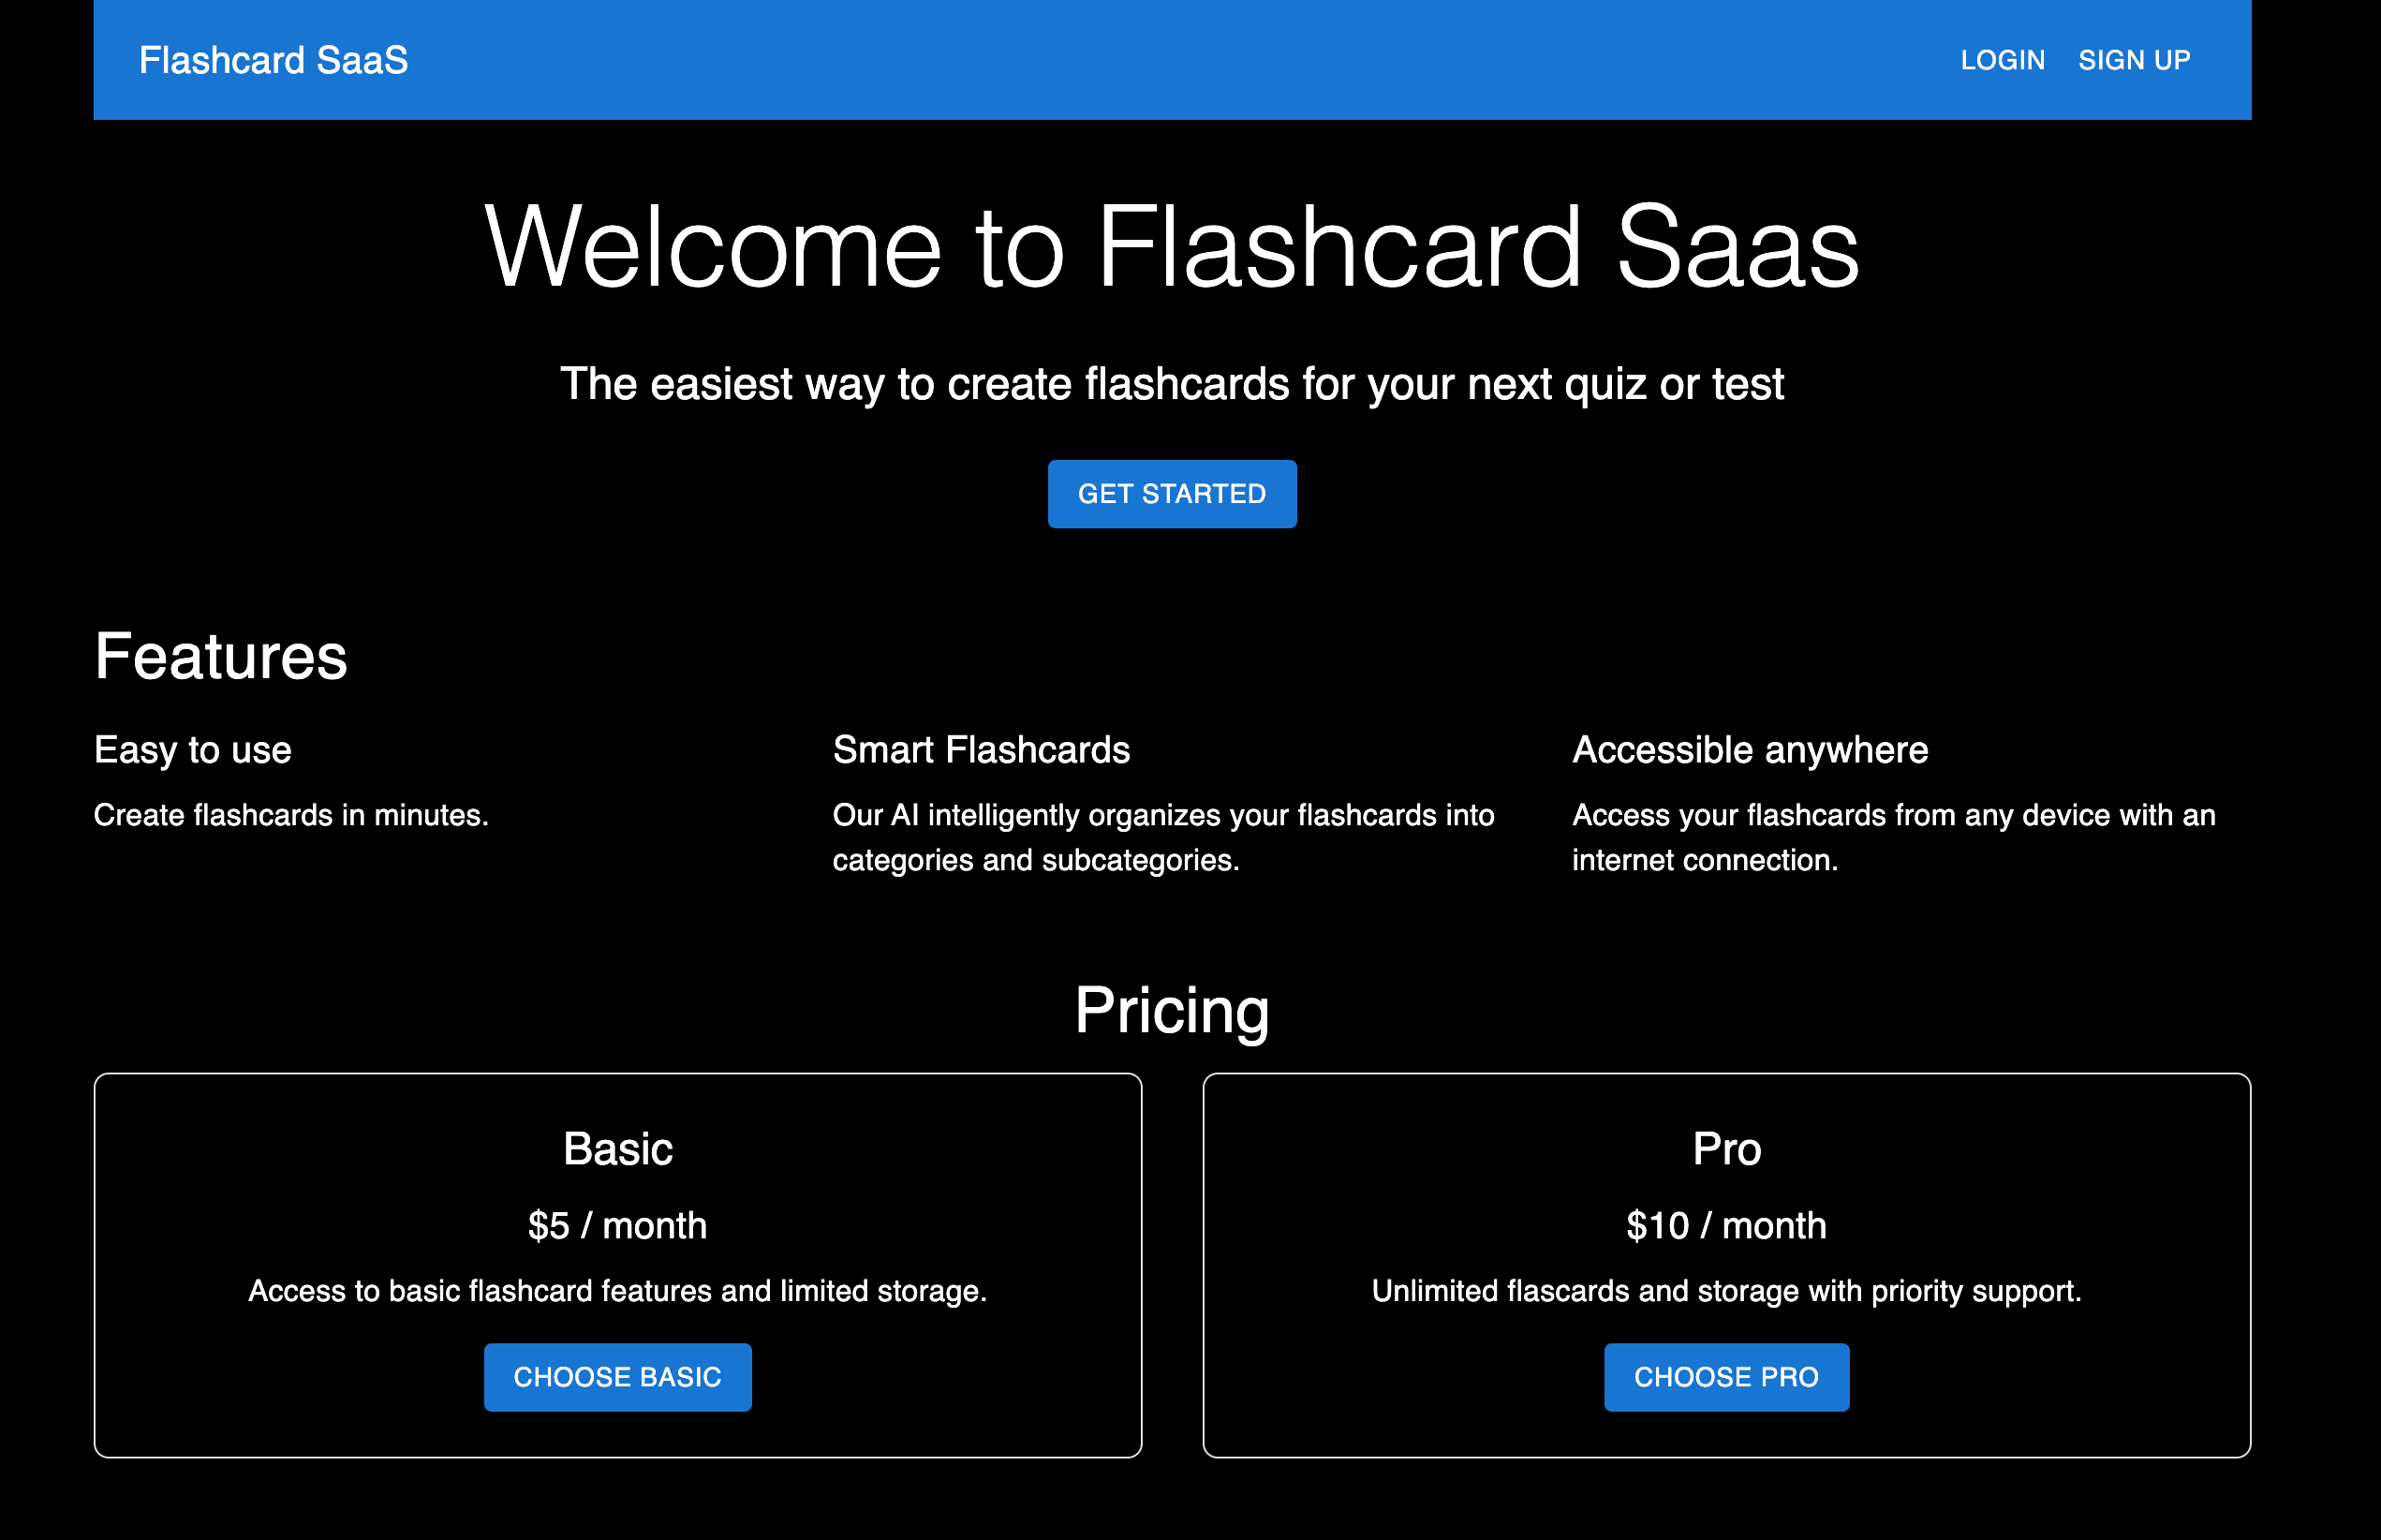 Flashcard SaaS
LOGIN SIGN UP
Welcome to Flashcard Saas
The easiest way to create flashcards for your next quiz or test
GET STARTED
Features
Easy to use
Create flashcards in minutes.
Smart Flashcards
Our AI intelligently organizes your flashcards into
categories and subcategories.
Accessible anywhere
Access your flashcards from any device with an
internet connection.
Pricing
Basic
$5 / month
Access to basic flashcard features and limited storage.
CHOOSE BASIC
Pro
$10 / month
Unlimited flascards and storage with priority support.
CHOOSE PRO